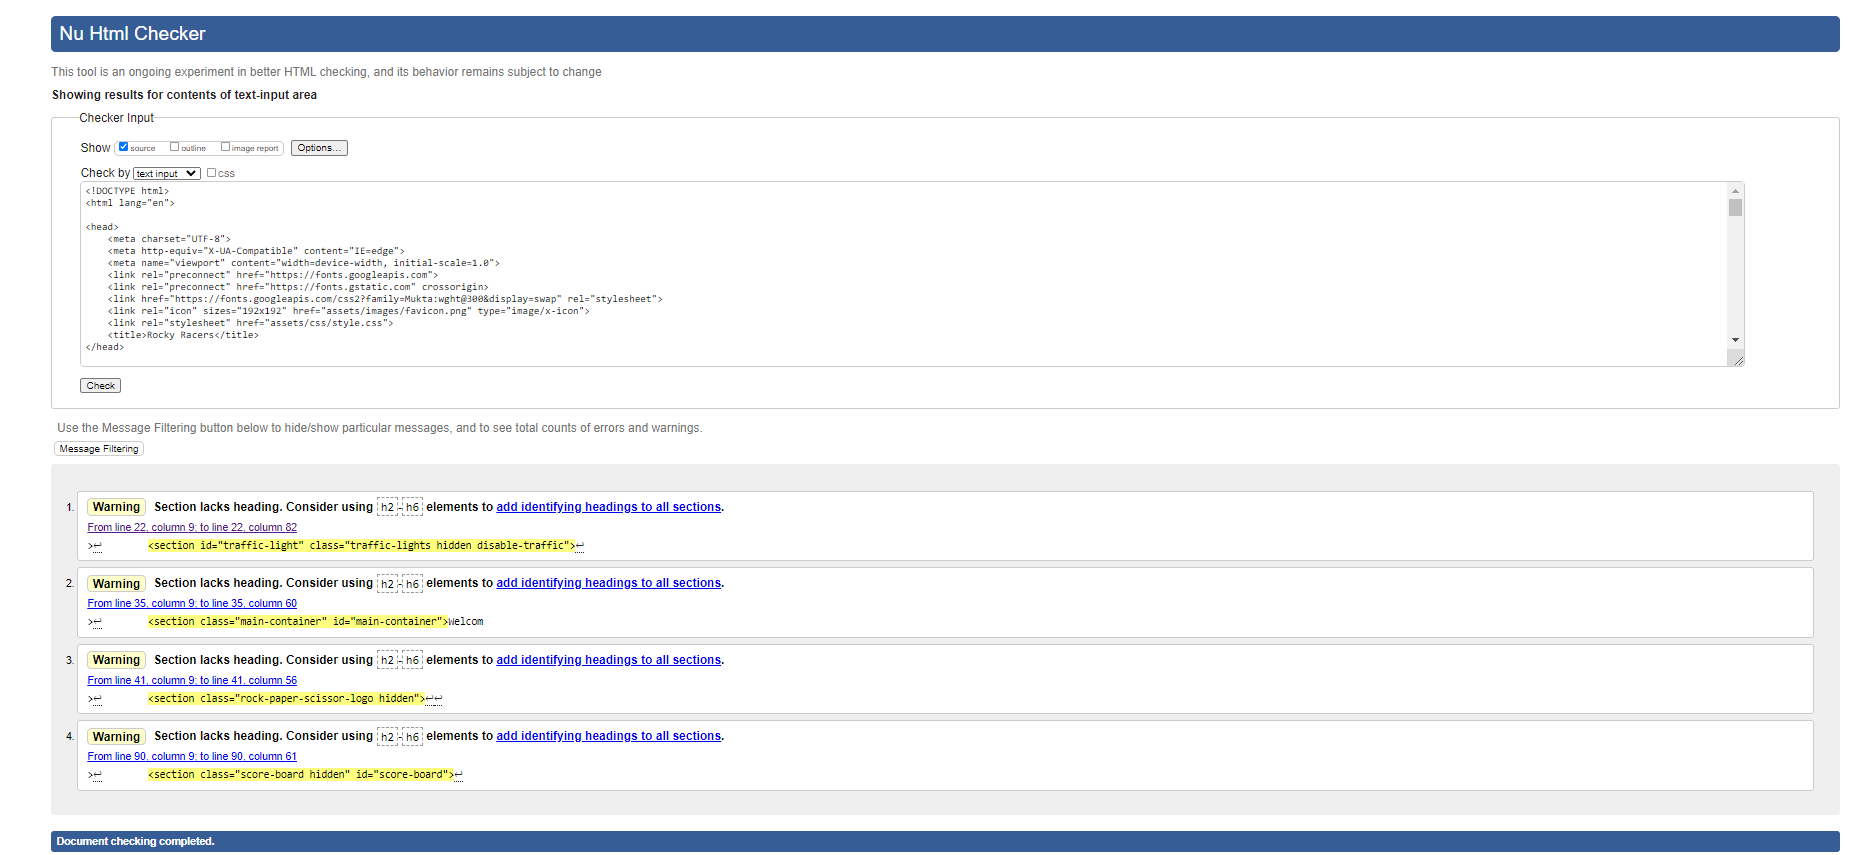 Nu Html Checker
This tool is an ongoing experiment in better HTML checking, and its behavior remains subject to change
Showing results for contents of text-input area
Checker Input
Show source outline image report Options...
Check by text input css
<!DOCTYPE html>
<html lang="en">
<head>
<meta charset="UTF-8">
<meta http-equiv="X-UA-Compatible" content="IE=edge">
<meta name="viewport" content="width=device-width, initial-scale=1.0">
<link rel="preconnect" href="https://fonts.googleapis.com">
<link rel="preconnect" href="https://fonts.gstatic.com" crossorigin>
<link href="https://fonts.googleapis.com/css2?family=Mukta:wght@300&display=swap" rel="stylesheet">
<link rel="icon" sizes="192x192" href="assets/images/favicon.png" type="image/x-icon">
<link rel="stylesheet" href="assets/css/style.css">
<title>Rocky Racers</title>
</head>
Check
Use the Message Filtering button below to hide/show particular messages, and to see total counts of errors and warnings.
Message Filtering
1. Warning Section lacks heading. Consider using h2-h6 elements to add identifying headings to all sections.
From line 22, column 9; to line 22, column 82
>↩ <section id="traffic-light" class="traffic-lights hidden disable-traffic">↩
2. Warning Section lacks heading. Consider using h2-h6 elements to add identifying headings to all sections.
From line 35, column 9; to line 35, column 60
>↩ <section class="main-container" id="main-container">Welcom
3. Warning Section lacks heading. Consider using h2-h6 elements to add identifying headings to all sections.
From line 41, column 9; to line 41, column 56
>↩ <section class="rock-paper-scissor-logo hidden">↩↩
4. Warning Section lacks heading. Consider using h2-h6 elements to add identifying headings to all sections.
From line 90, column 9; to line 90, column 61
>↩ <section class="score-board hidden" id="score-board">↩
Document checking completed.